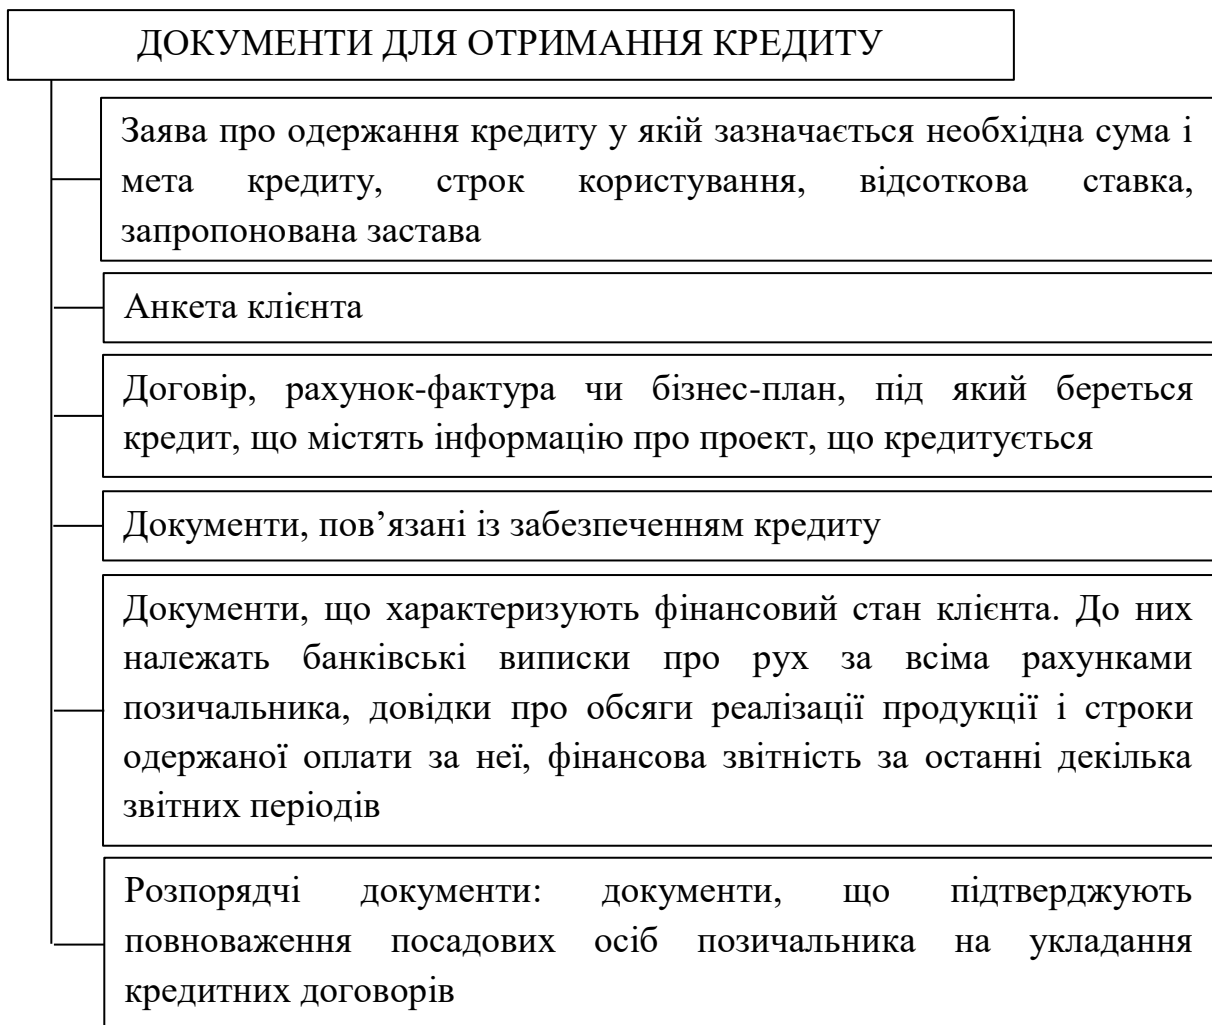 ДОКУМЕНТИ ДЛЯ ОТРИМАННЯ КРЕДИТУ
Заява про одержання кредиту у якій зазначається необхідна сума і
мета кредиту, строк користування, відсоткова ставка,
запропонована застава
Анкета клієнта
Договір, рахунок-фактура чи бізнес-план, під який береться
кредит, що містять інформацію про проект, що кредитується
Документи, пов’язані із забезпеченням кредиту
Документи, що характеризують фінансовий стан клієнта. До них
належать банківські виписки про рух за всіма рахунками
позичальника, довідки про обсяги реалізації продукції і строки
одержаної оплати за неї, фінансова звітність за останні декілька
звітних періодів
Розпорядчі документи: документи, що підтверджують
повноваження посадових осіб позичальника на укладання
кредитних договорів